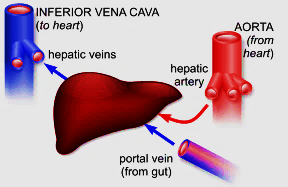 INFERIOR VENA CAVA
(to heart)
hepatic veins
AORTA
(from
heart)
hepatic
artery
portal vein
(from gut)